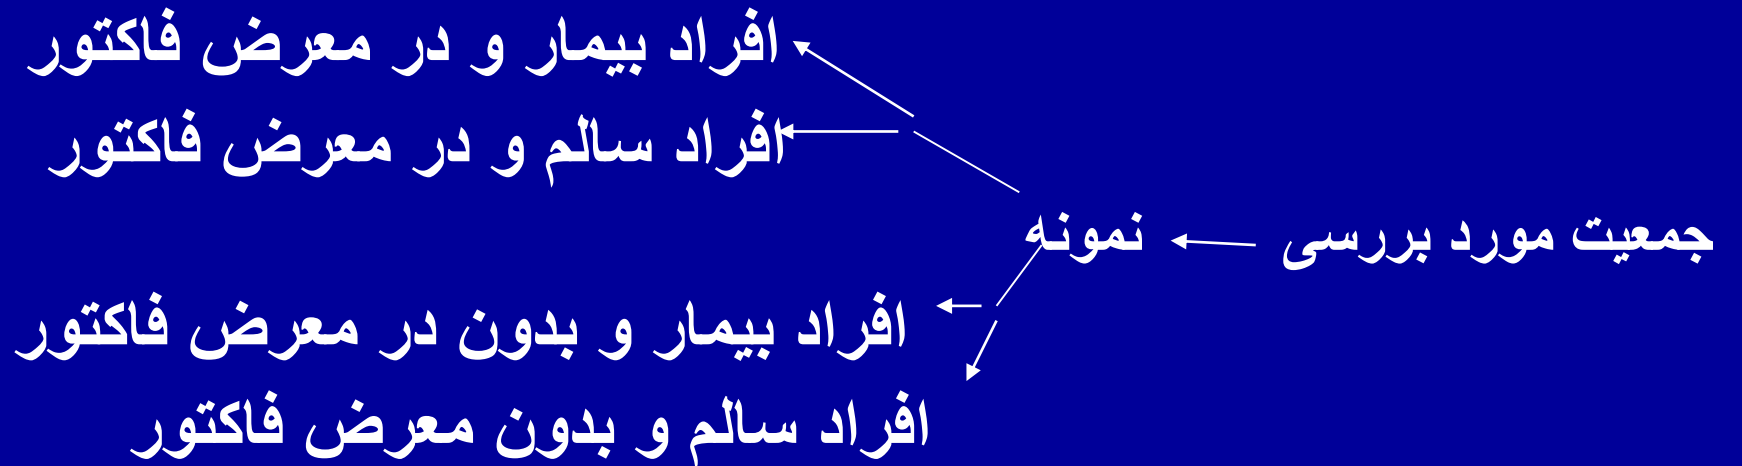 افراد بیمار و در معرض فاکتور
افراد سالم و در معرض فاکتور
جمعیت مورد بررسی
نمونه
افراد بیمار و بدون در معرض فاکتور
افراد سالم و بدون معرض فاکتور